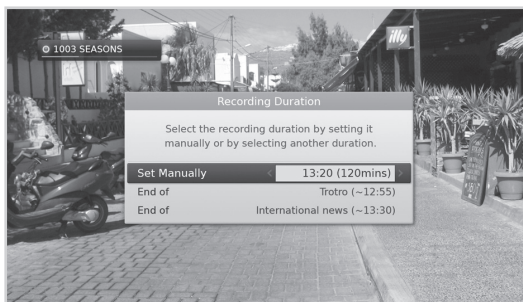 1003 SEASONS
illy
Recording Duration
Select the recording duration by setting it
manually or by selecting another duration.
Set Manually < 13:20 (120mins) >
End of Trotro (~12:55)
End of International news (~13:30)